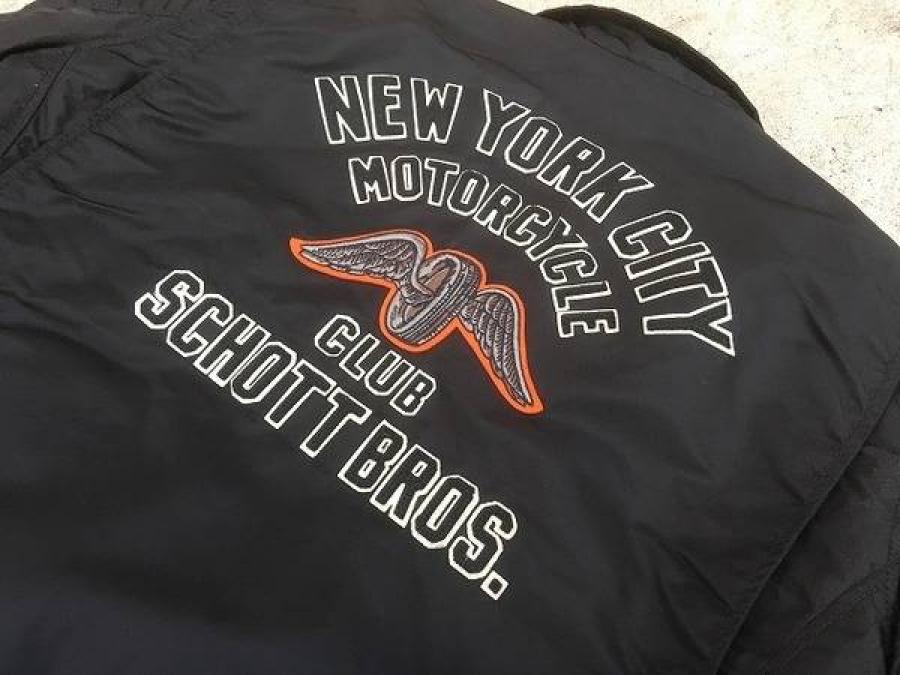 NEW YORK CITY
MOTORCYCLE
CLUB
SCHOTT BROS.